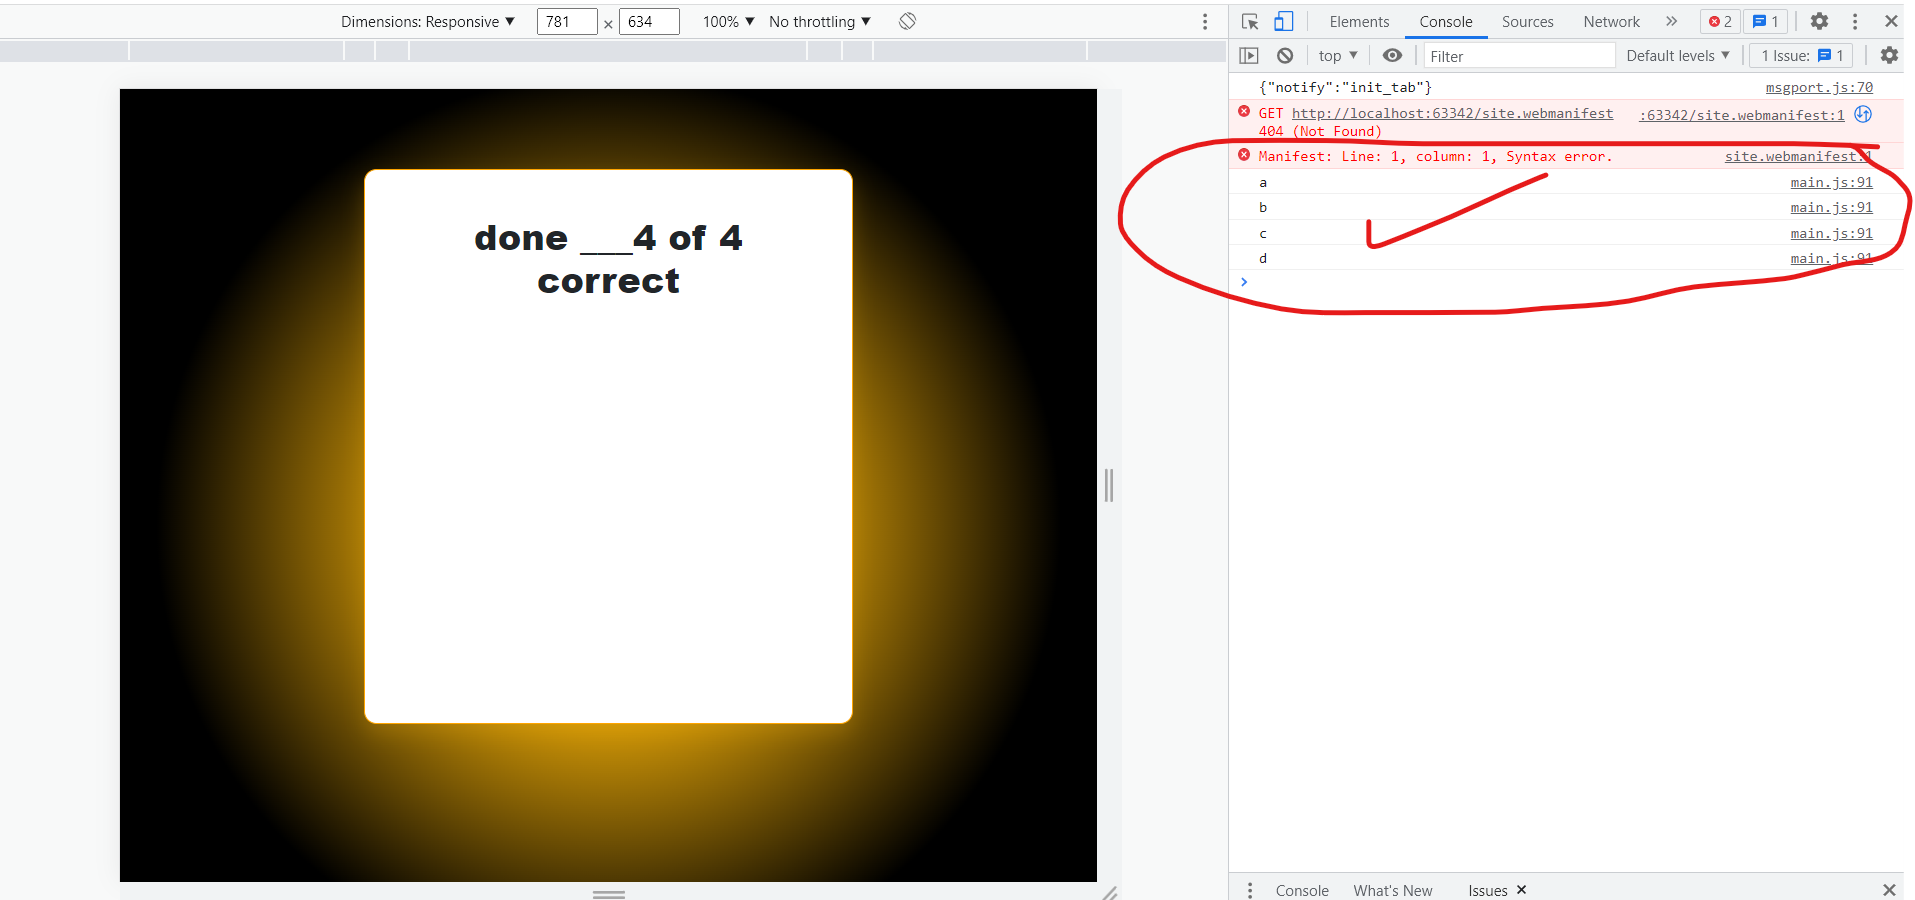 Dimensions: Responsive ▼ 781 × 634 100% ▼ No throttling ▼
Elements Console Sources Network » 2 1
top ▼ Filter Default levels ▼ 1 Issue: 1
{"notify":"init_tab"} msgport.js:70
GET http://localhost:63342/site.webmanifest :63342/site.webmanifest:1
404 (Not Found)
Manifest: Line: 1, column: 1, Syntax error. site.webmanifest:1
a main.js:91
b main.js:91
c main.js:91
d main.js:91
done ___4 of 4
correct
Console What's New Issues